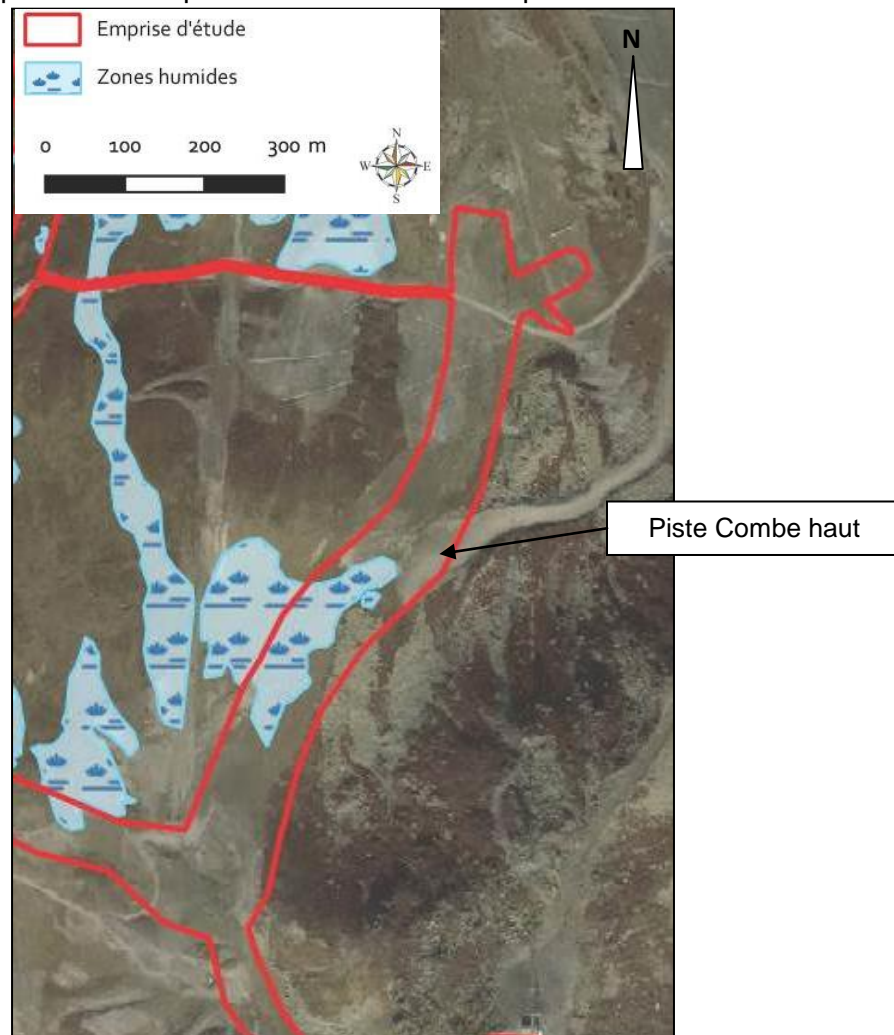 Emprise d'étude
N
Zones humides
0 100 200 300 m
N
W E
S
Piste Combe haut